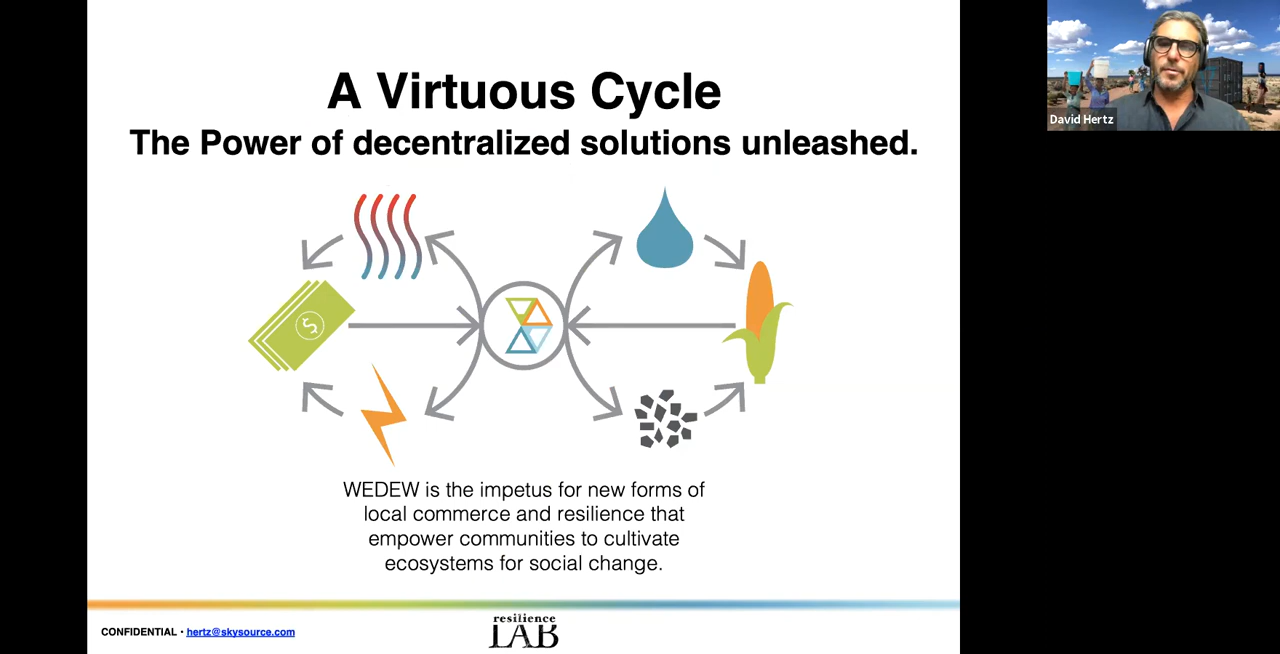 A Virtuous Cycle
The Power of decentralized solutions unleashed.
David Hertz
$
WEDEW is the impetus for new forms of
local commerce and resilience that
empower communities to cultivate
ecosystems for social change.
CONFIDENTIAL • hertz@skysource.com
resilience
LAB